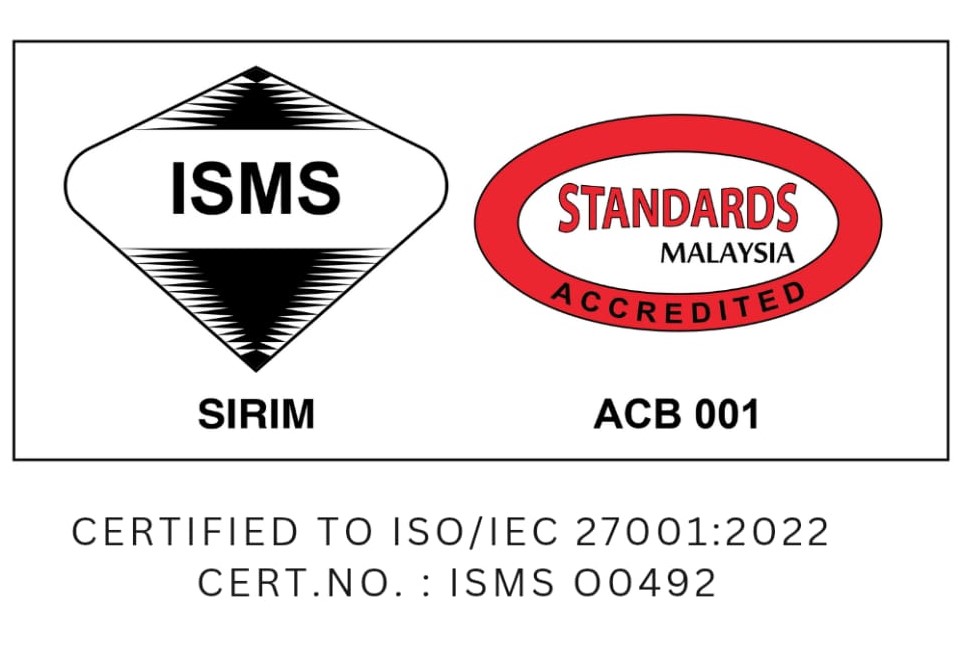 ISMS
SIRIM
STANDARDS
MALAYSIA
ACCREDITED
ACB 001
CERTIFIED TO ISO/IEC 27001:2022
CERT.NO. : ISMS 00492